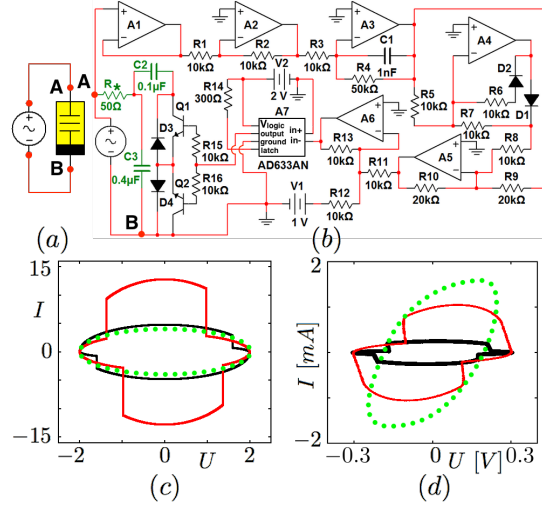 (a)
A
B
A
B
(b)
A1
A2
A3
A4
R1
10kΩ
R2
10kΩ
R3
10kΩ
C1
1nF
R4
50kΩ
R5
10kΩ
D2
R6
10kΩ
D1
R7
10kΩ
R8
10kΩ
R*
50Ω
C2
0.1µF
R14
300Ω
V2
2 V
Q1
D3
R15
10kΩ
A7
Vlogic
output
ground
latch
in+
in-
AD633AN
A6
R13
10kΩ
A5
C3
0.4µF
D4
Q2
R16
10kΩ
V1
1 V
R12
10kΩ
R11
10kΩ
R10
20kΩ
R9
20kΩ
15
I
0
−15
−2
0
U
2
(c)
2
I [mA]
−2
−0.3
0
U [V]
0.3
(d)